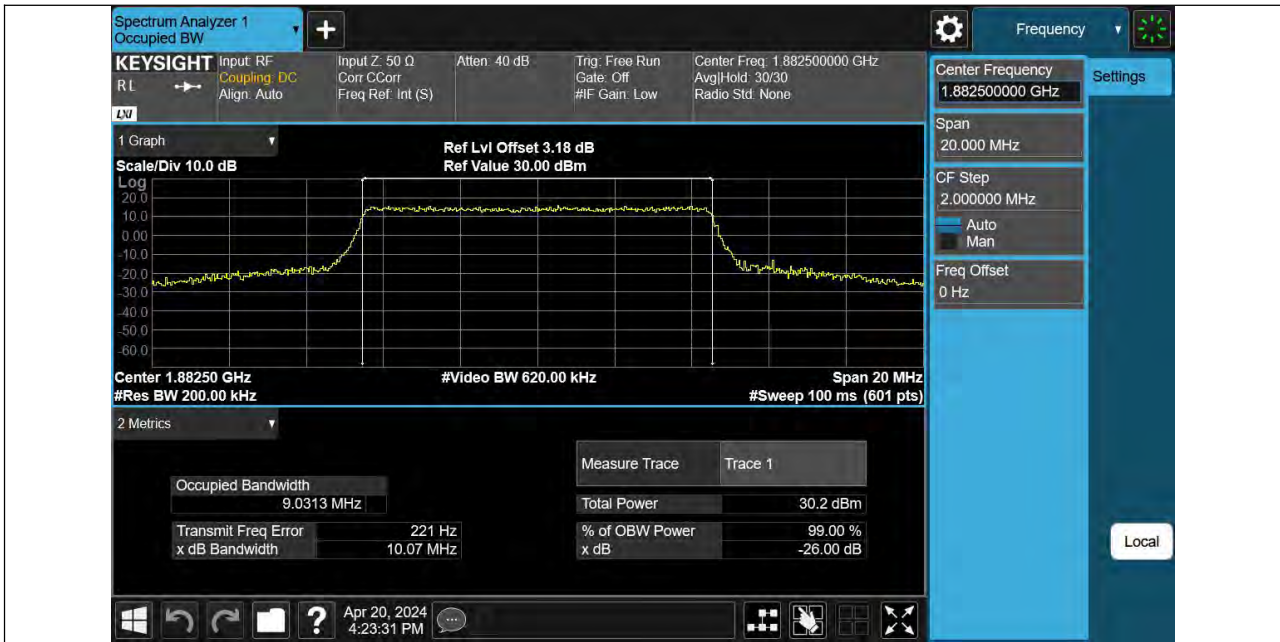 Spectrum Analyzer 1
Occupied BW
Frequency
KEYSIGHT
RL
LXI
Input: RF
Coupling: DC
Align: Auto
Input Z: 50 Ω
Corr CCorr
Freq Ref: Int (S)
Atten: 40 dB
Trig: Free Run
Gate: Off
#IF Gain: Low
Center Freq: 1.882500000 GHz
Avg|Hold: 30/30
Radio Std: None
1 Graph
Scale/Div 10.0 dB
Ref Lvl Offset 3.18 dB
Ref Value 30.00 dBm
Log
20.0
10.0
0.00
-10.0
-20.0
-30.0
-40.0
-50.0
-60.0
Center 1.88250 GHz
#Video BW 620.00 kHz
Span 20 MHz
#Res BW 200.00 kHz
#Sweep 100 ms (601 pts)
2 Metrics
Occupied Bandwidth
9.0313 MHz
Transmit Freq Error 221 Hz
x dB Bandwidth 10.07 MHz
Measure Trace Trace 1
Total Power 30.2 dBm
% of OBW Power 99.00 %
x dB -26.00 dB
Center Frequency
1.882500000 GHz
Span
20.000 MHz
CF Step
2.000000 MHz
Auto
Man
Freq Offset
0 Hz
Settings
Local
?
Apr 20, 2024
4:23:31 PM